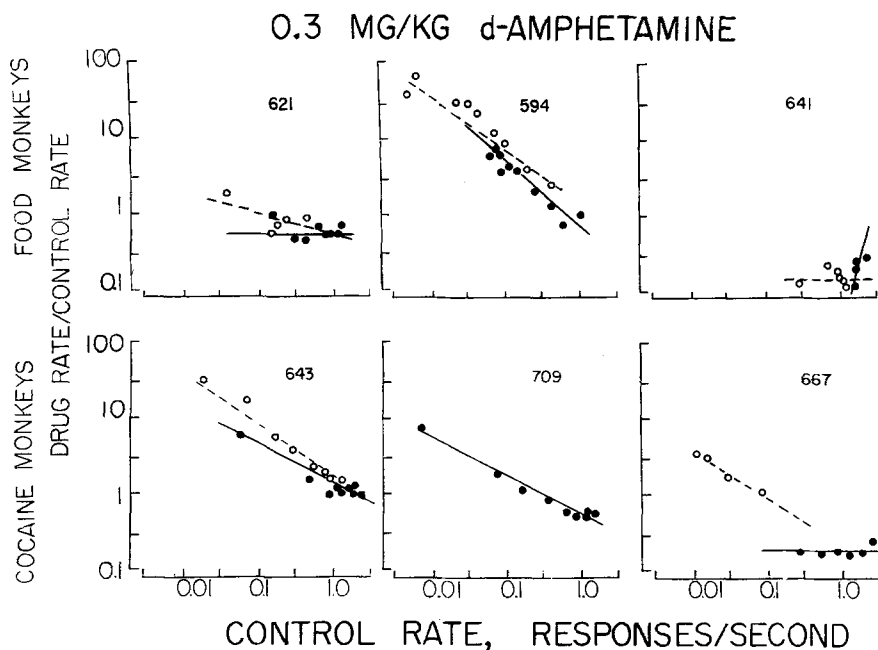 0.3 MG/KG d-AMPHETAMINE
FOOD MONKEYS
COCAINE MONKEYS
DRUG RATE/CONTROL RATE
100
10
1
0.1
621
594
641
100
10
1
0.1
643
709
667
0.01 0.1 1.0
0.01 0.1 1.0
0.01 0.1 1.0
CONTROL RATE, RESPONSES/SECOND